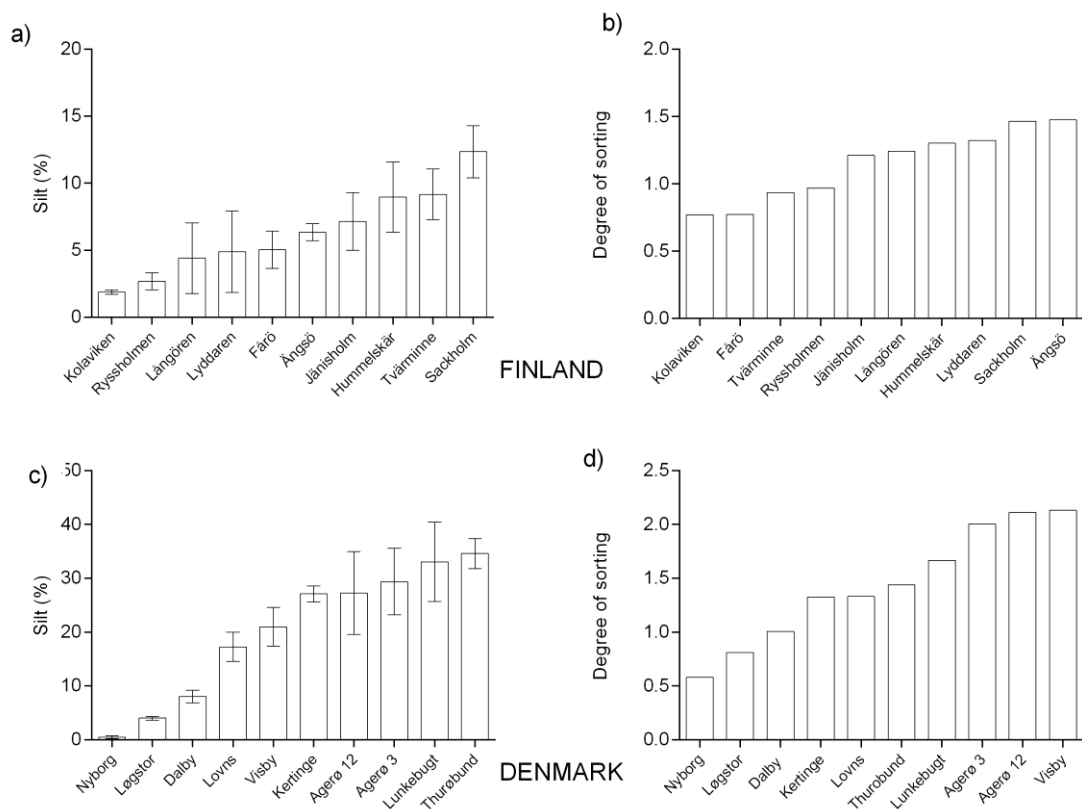 a)
20
15
10
5
0
Silt (%)
Kolaviken
Ryssholmen
Långören
Lyddaren
Fårö
Ängsö
Jänisholm
Hummelskär
Tvärminne
Sackholm
b)
2.0
1.5
1.0
0.5
0.0
Degree of sorting
Kolaviken
Fårö
Tvärminne
Ryssholmen
Jänisholm
Långören
Hummelskär
Lyddaren
Sackholm
Ängsö
FINLAND
c)
50
40
30
20
10
0
Silt (%)
Nyborg
Løgstor
Dalby
Lovns
Visby
Kertinge
Agerø 12
Agerø 3
Lunkebugt
Thurøbund
d)
2.5
2.0
1.5
1.0
0.5
0.0
Degree of sorting
Nyborg
Løgstor
Dalby
Kertinge
Lovns
Thurøbund
Lunkebugt
Agerø 3
Agerø 12
Visby
DENMARK